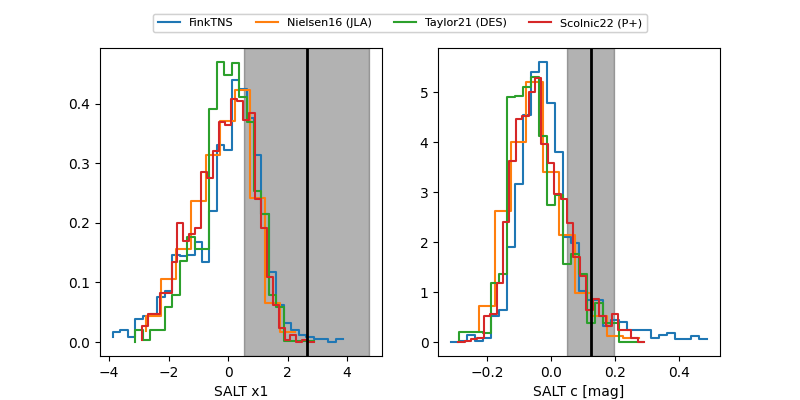 FinkTNS Nielsen16 (JLA) Taylor21 (DES) Scolnic22 (P+)
0.4
0.3
0.2
0.1
0.0
−4 −2 0 2 4
SALT x1
5
4
3
2
1
0
−0.2 0.0 0.2 0.4
SALT c [mag]